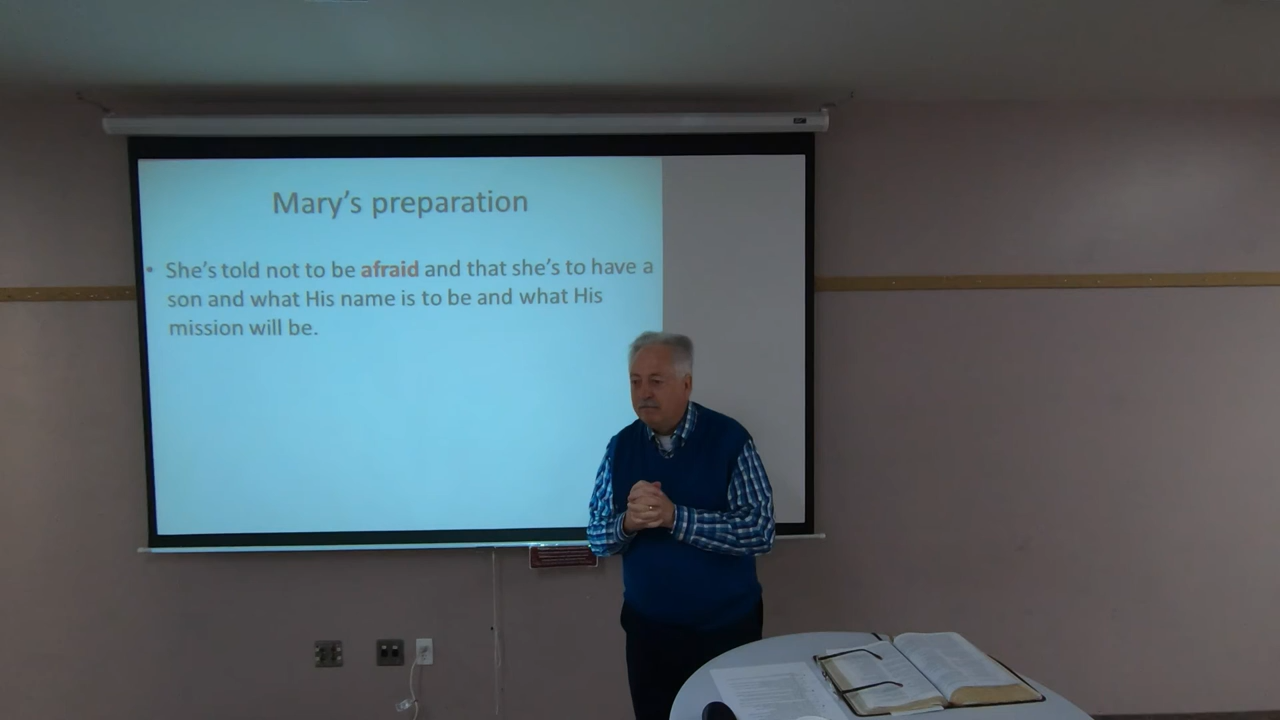 Mary’s preparation
• She’s told not to be afraid and that she’s to have a
son and what His name is to be and what His
mission will be.